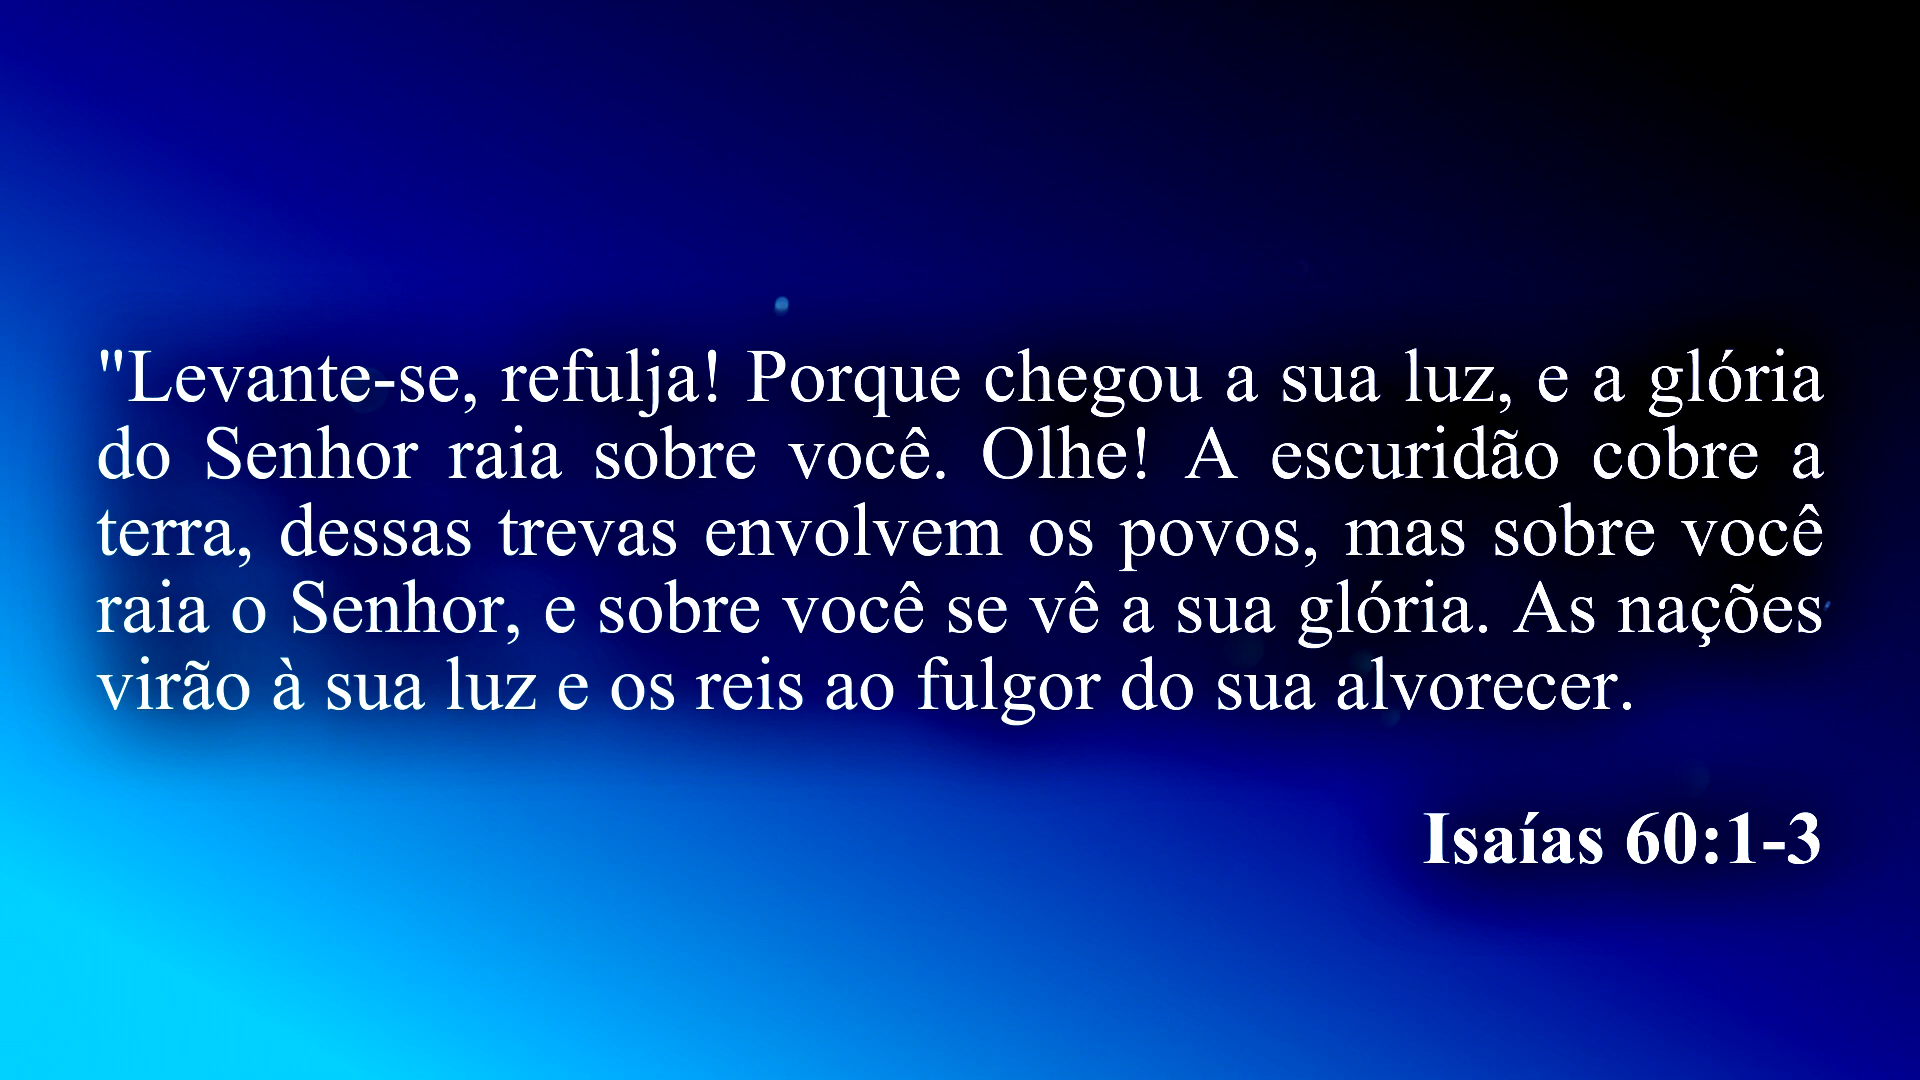 "Levante-se, refulja! Porque chegou a sua luz, e a glória
do Senhor raia sobre você. Olhe! A escuridão cobre a
terra, dessas trevas envolvem os povos, mas sobre você
raia o Senhor, e sobre você se vê a sua glória. As nações
virão à sua luz e os reis ao fulgor do sua alvorecer.
Isaías 60:1-3